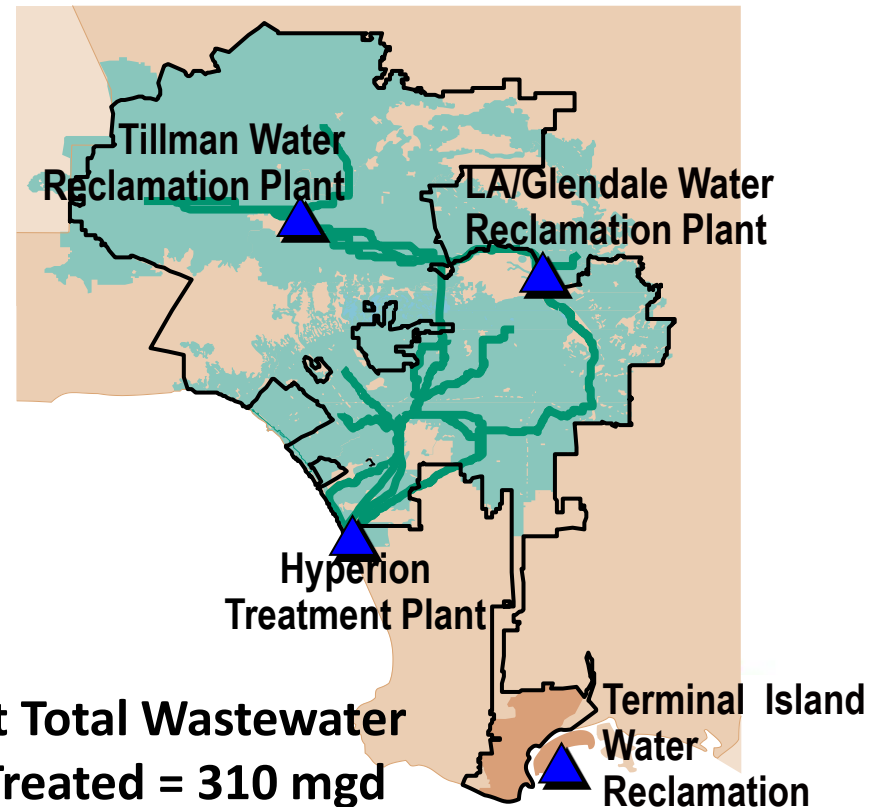 Tillman Water
Reclamation Plant
LA/Glendale Water
Reclamation Plant
Hyperion
Treatment Plant
Total Wastewater
Treated = 310 mgd
Terminal Island
Water
Reclamation